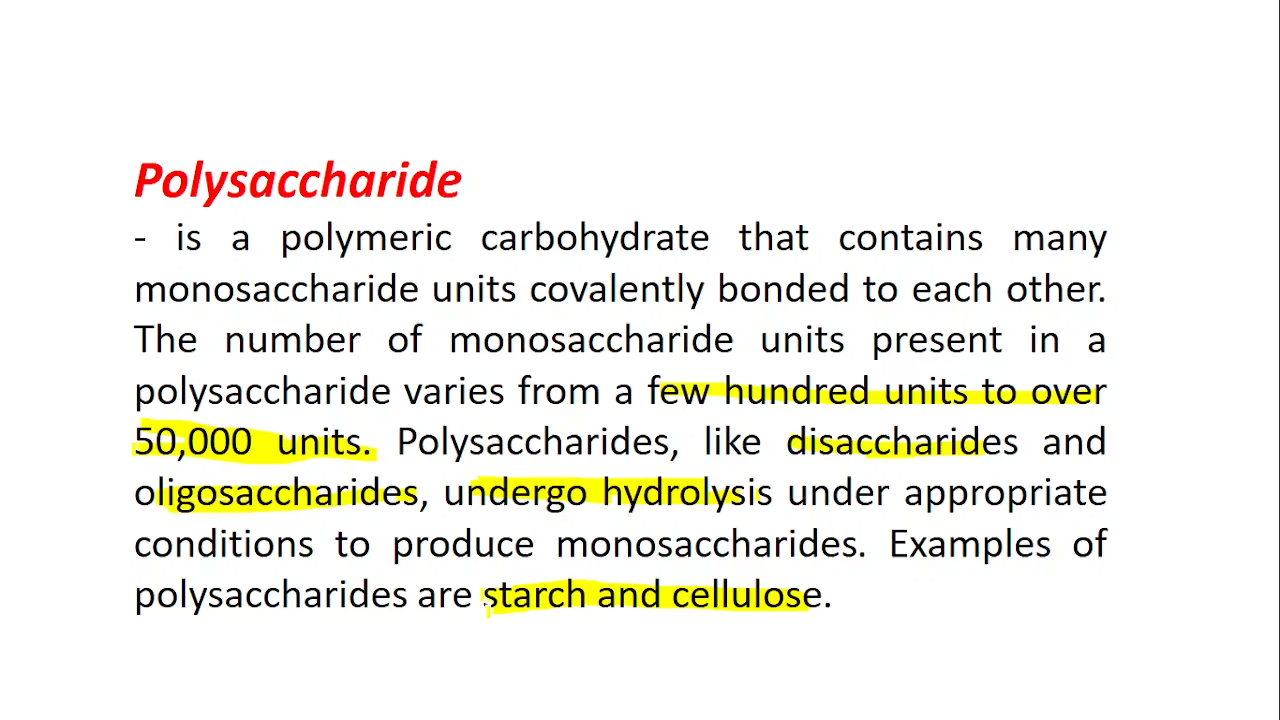 Polysaccharide
- is a polymeric carbohydrate that contains many
monosaccharide units covalently bonded to each other.
The number of monosaccharide units present in a
polysaccharide varies from a few hundred units to over
50,000 units. Polysaccharides, like disaccharides and
oligosaccharides, undergo hydrolysis under appropriate
conditions to produce monosaccharides. Examples of
polysaccharides are starch and cellulose.